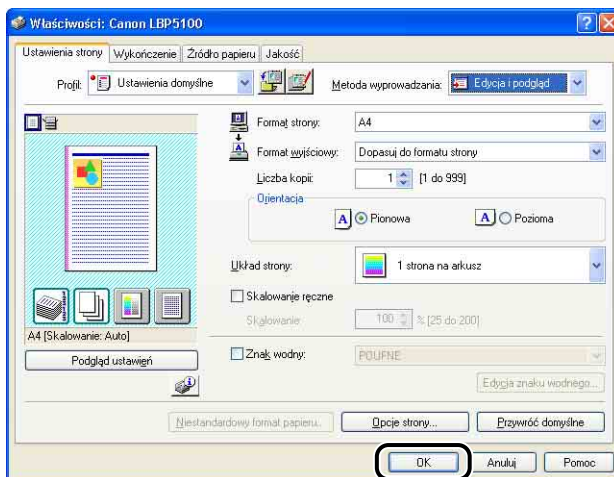 Właściwości: Canon LBP5100
Ustawienia strony Wykończenie Źródło papieru Jakość
Profil: Ustawienia domyślne Metoda wyprowadzania: Edycja i podgląd
Format strony: A4
Format wyjściowy: Dopasuj do formatu strony
Liczba kopii: 1 [1 do 999]
Orientacja
A Pionowa A Pozioma
Układ strony: 1 strona na arkusz
Skalowanie ręczne
Skalowanie: 100 % [25 do 200]
A4 [Skalowanie: Auto]
Podgląd ustawień
Znak wodny: POUFNE
Edycja znaku wodnego...
Niestandardowy format papieru... Opcje strony... Przywróć domyślne
OK Anuluj Pomoc